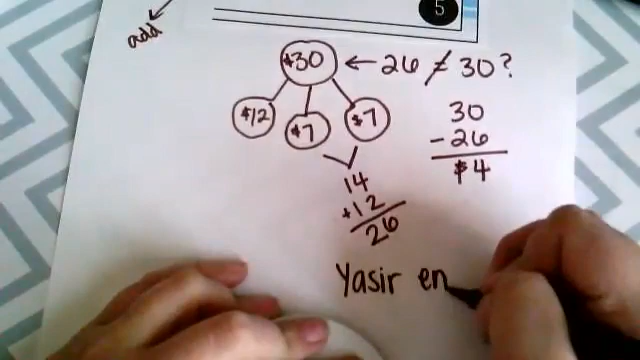 5
add
$30 ← 26 ≠ 30?
$12 $7 $7
30
- 26
$4
14
+12
26
Yasir en